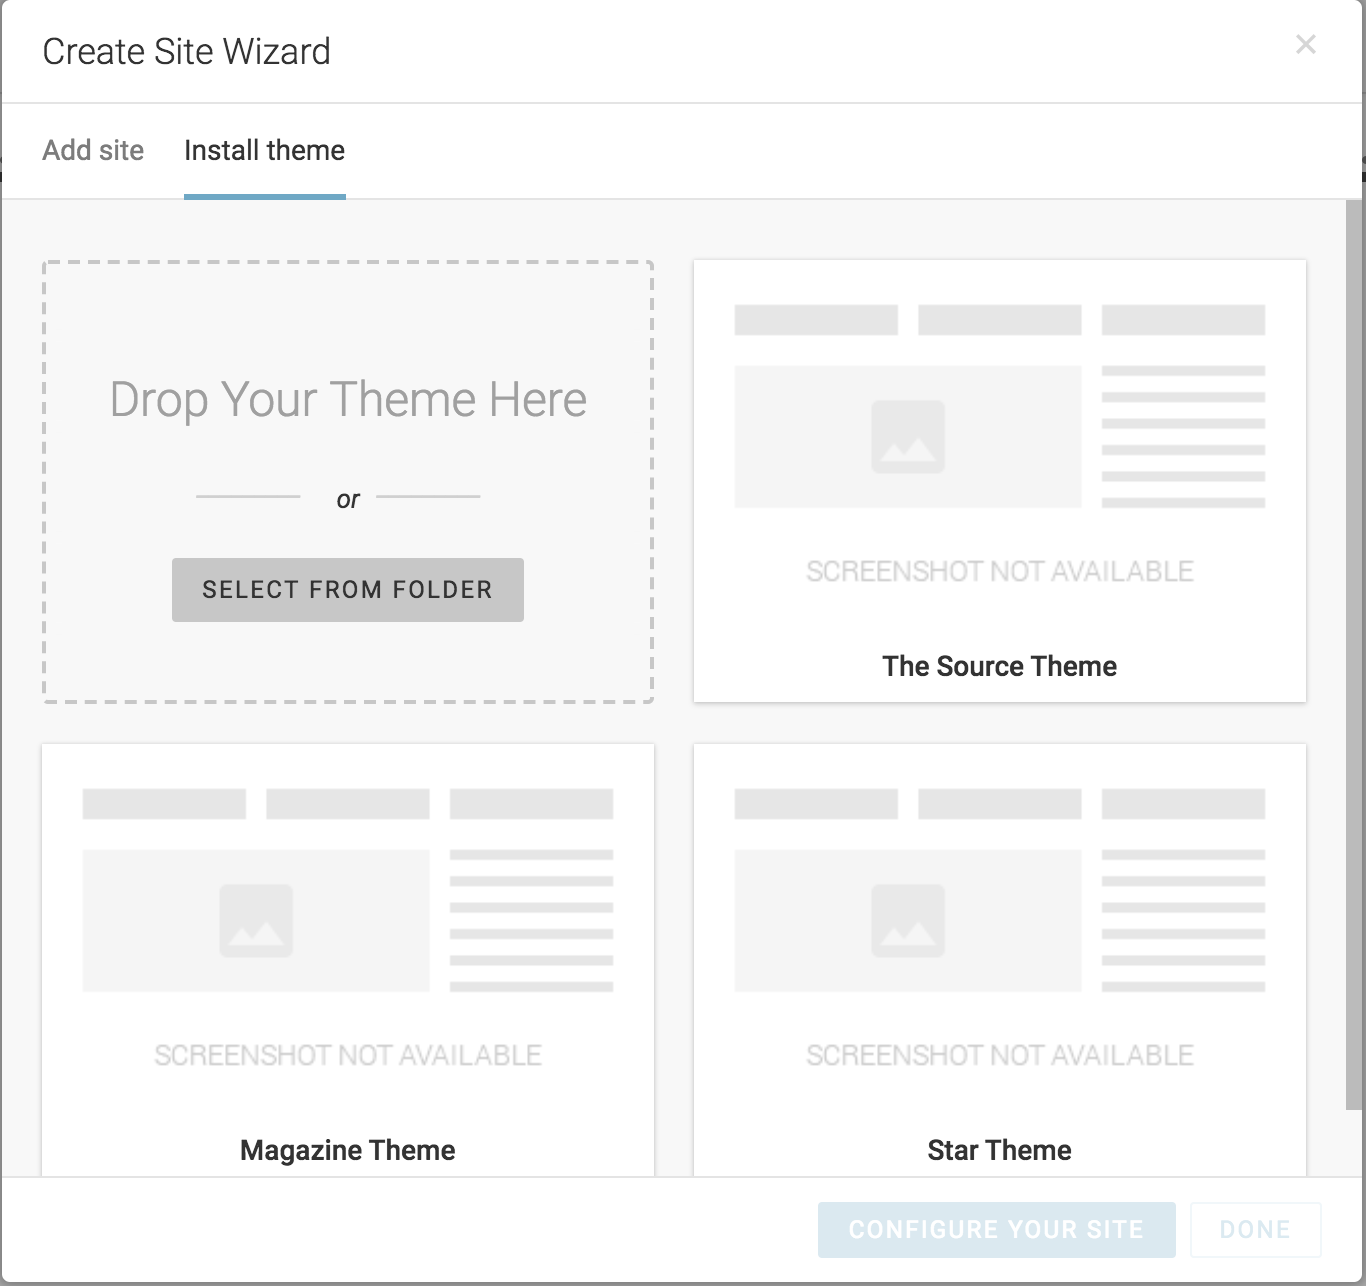 Create Site Wizard
Add site
Install theme
Drop Your Theme Here
or
SELECT FROM FOLDER
SCREENSHOT NOT AVAILABLE
The Source Theme
SCREENSHOT NOT AVAILABLE
Magazine Theme
SCREENSHOT NOT AVAILABLE
Star Theme
CONFIGURE YOUR SITE
DONE